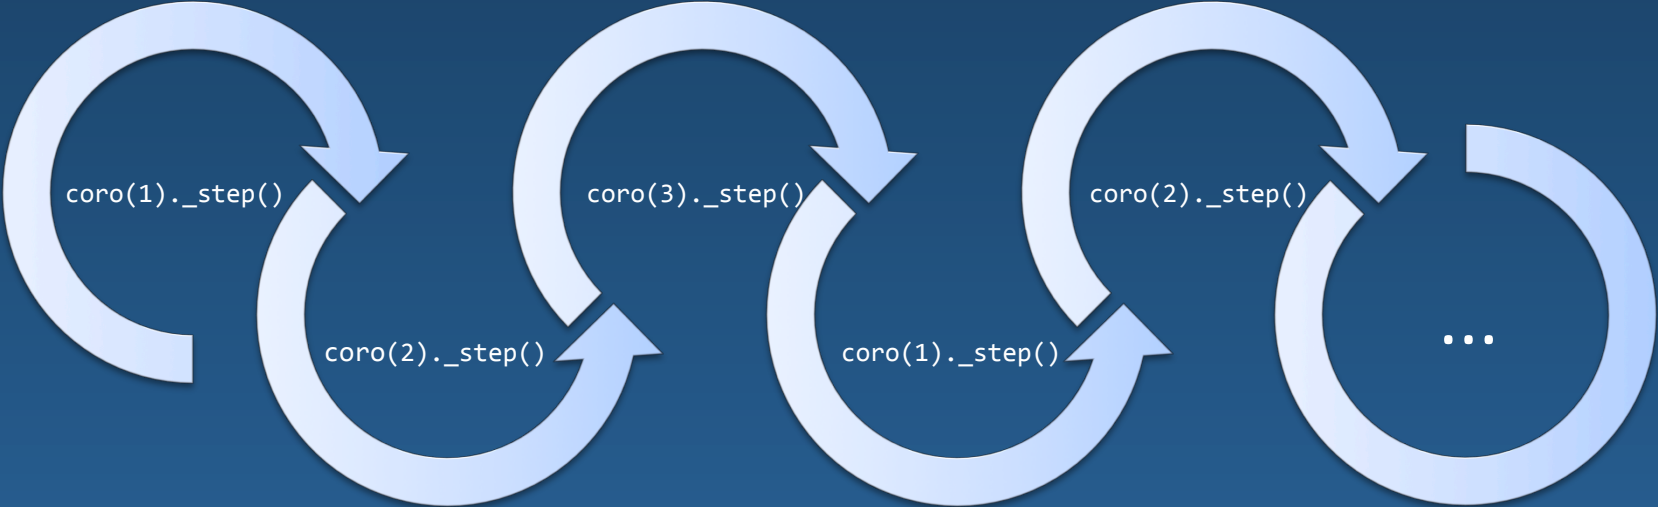 coro(1)._step()
coro(2)._step()
coro(3)._step()
coro(1)._step()
coro(2)._step()
...